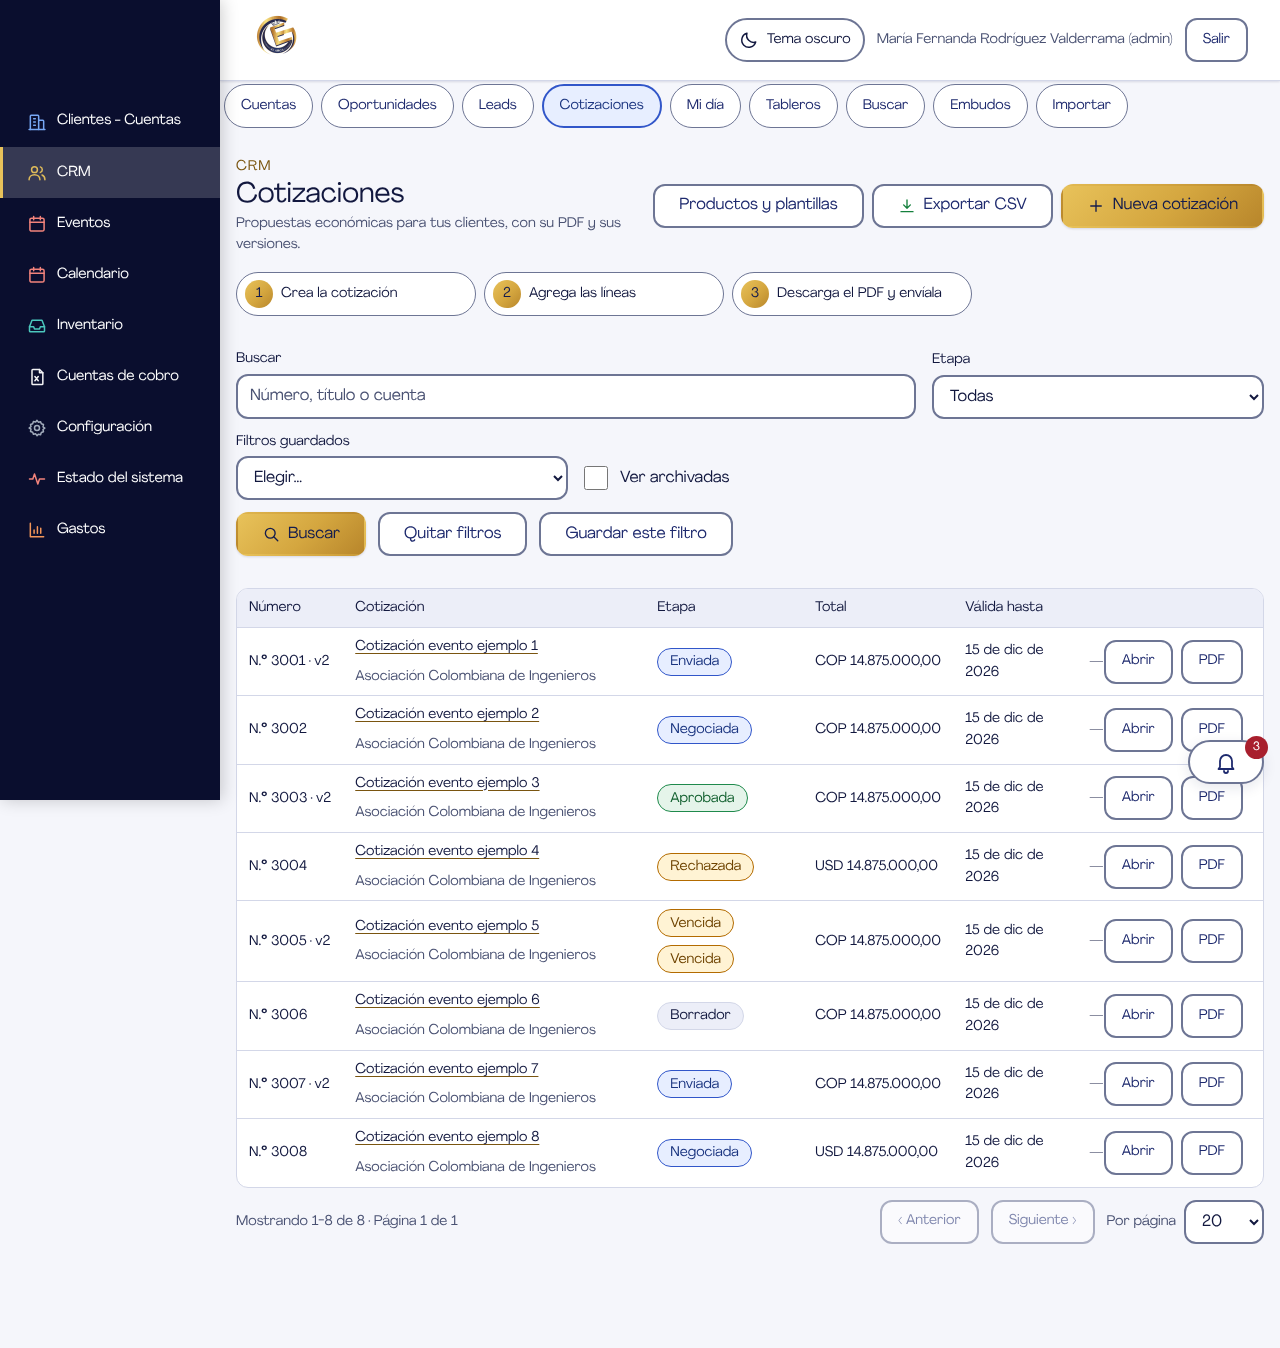 Tema oscuro
María Fernanda Rodríguez Valderrama (admin)
Salir
Clientes - Cuentas
CRM
Eventos
Calendario
Inventario
Cuentas de cobro
Configuración
Estado del sistema
Gastos
Cuentas
Oportunidades
Leads
Cotizaciones
Mi día
Tableros
Buscar
Embudos
Importar
CRM
Cotizaciones
Propuestas económicas para tus clientes, con su PDF y sus
versiones.
Productos y plantillas
Exportar CSV
Nueva cotización
1 Crea la cotización
2 Agrega las líneas
3 Descarga el PDF y envíala
Buscar
Número, título o cuenta
Etapa
Todas
Filtros guardados
Elegir...
Ver archivadas
Buscar
Quitar filtros
Guardar este filtro
Número Cotización Etapa Total Válida hasta
N.º 3001 · v2 Cotización evento ejemplo 1 Asociación Colombiana de Ingenieros Enviada COP 14.875.000,00 15 de dic de 2026 — Abrir PDF
N.º 3002 Cotización evento ejemplo 2 Asociación Colombiana de Ingenieros Negociada COP 14.875.000,00 15 de dic de 2026 — Abrir PDF
3
N.º 3003 · v2 Cotización evento ejemplo 3 Asociación Colombiana de Ingenieros Aprobada COP 14.875.000,00 15 de dic de 2026 — Abrir PDF
N.º 3004 Cotización evento ejemplo 4 Asociación Colombiana de Ingenieros Rechazada USD 14.875.000,00 15 de dic de 2026 — Abrir PDF
N.º 3005 · v2 Cotización evento ejemplo 5 Asociación Colombiana de Ingenieros Vencida Vencida COP 14.875.000,00 15 de dic de 2026 — Abrir PDF
N.º 3006 Cotización evento ejemplo 6 Asociación Colombiana de Ingenieros Borrador COP 14.875.000,00 15 de dic de 2026 — Abrir PDF
N.º 3007 · v2 Cotización evento ejemplo 7 Asociación Colombiana de Ingenieros Enviada COP 14.875.000,00 15 de dic de 2026 — Abrir PDF
N.º 3008 Cotización evento ejemplo 8 Asociación Colombiana de Ingenieros Negociada USD 14.875.000,00 15 de dic de 2026 — Abrir PDF
Mostrando 1-8 de 8 · Página 1 de 1
‹ Anterior
Siguiente ›
Por página 20